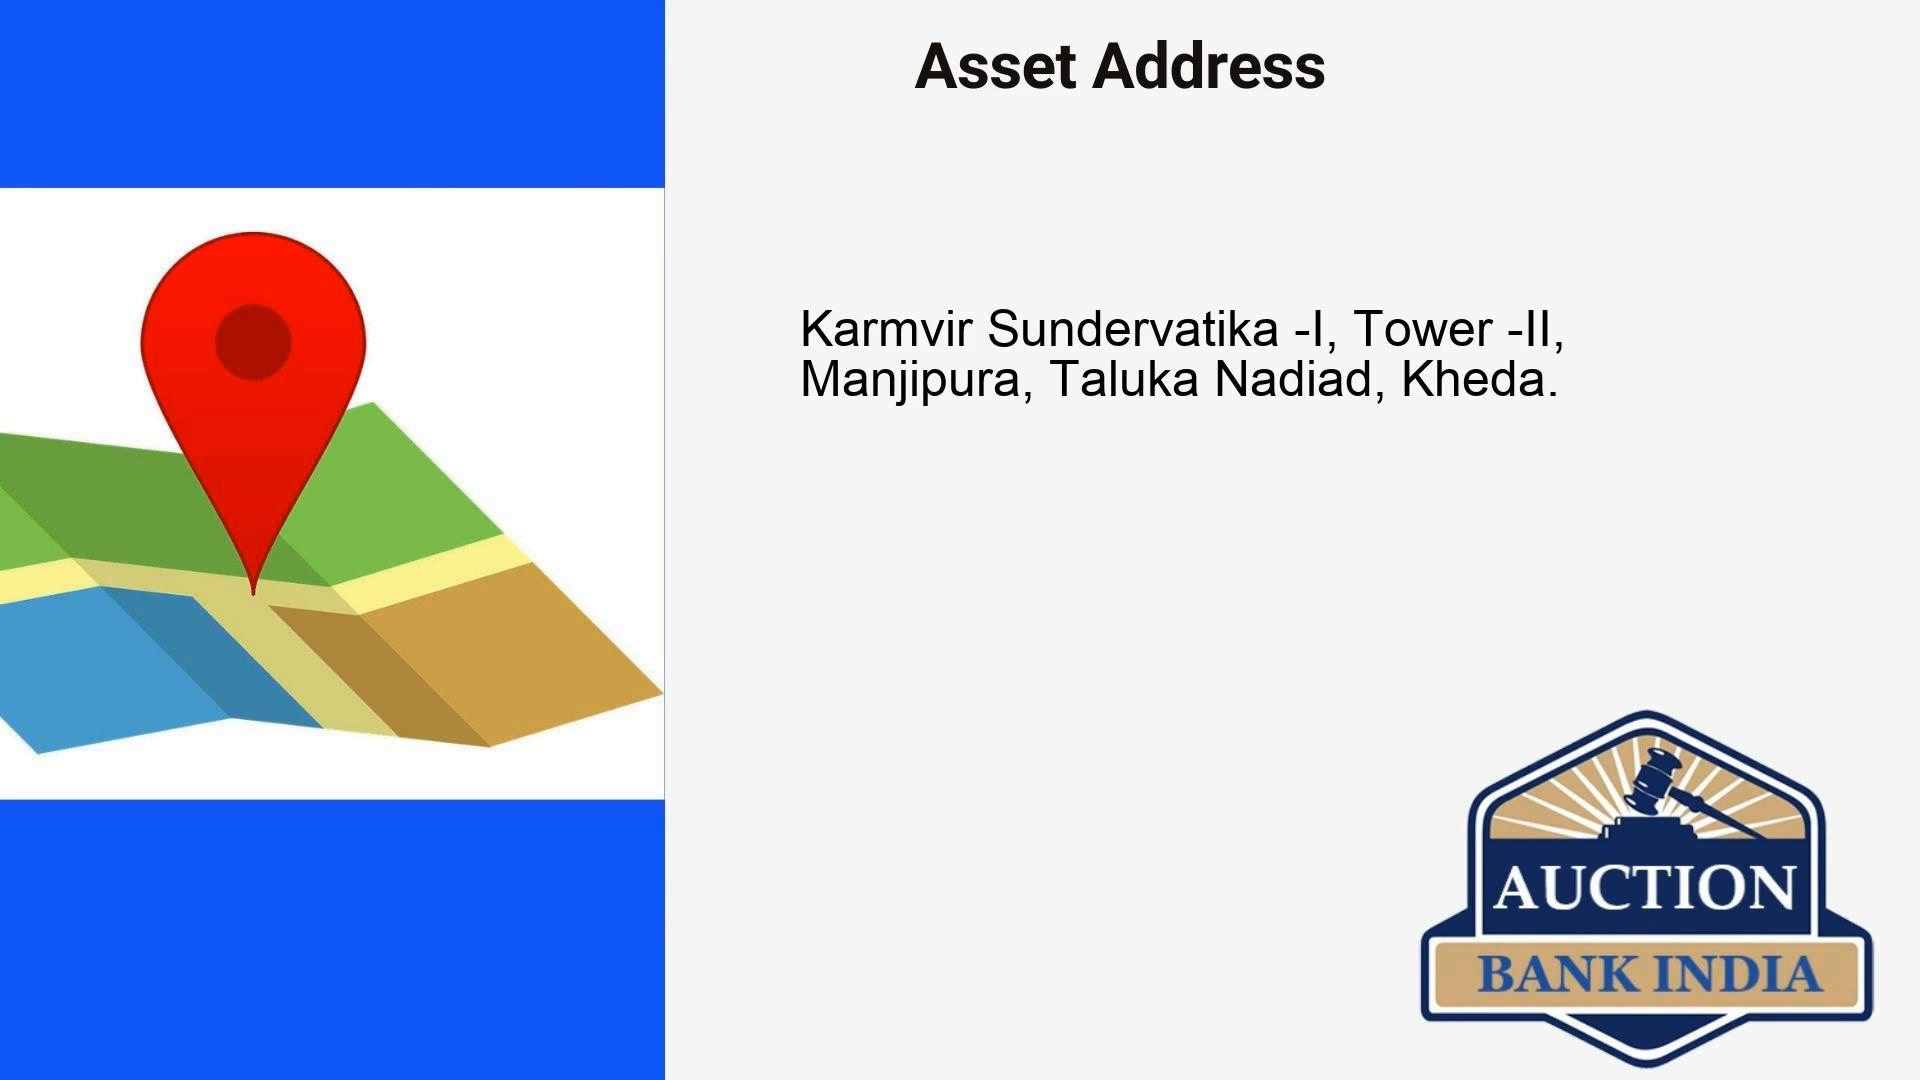 Asset Address
Karmvir Sundervatika -I, Tower -II,
Manjipura, Taluka Nadiad, Kheda.
AUCTION
BANK INDIA